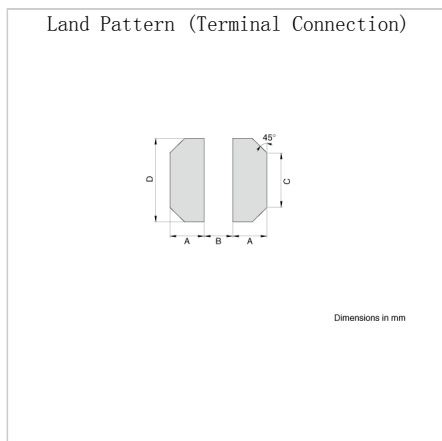 Land Pattern (Terminal Connection)
45°
D
C
A B A
Dimensions in mm